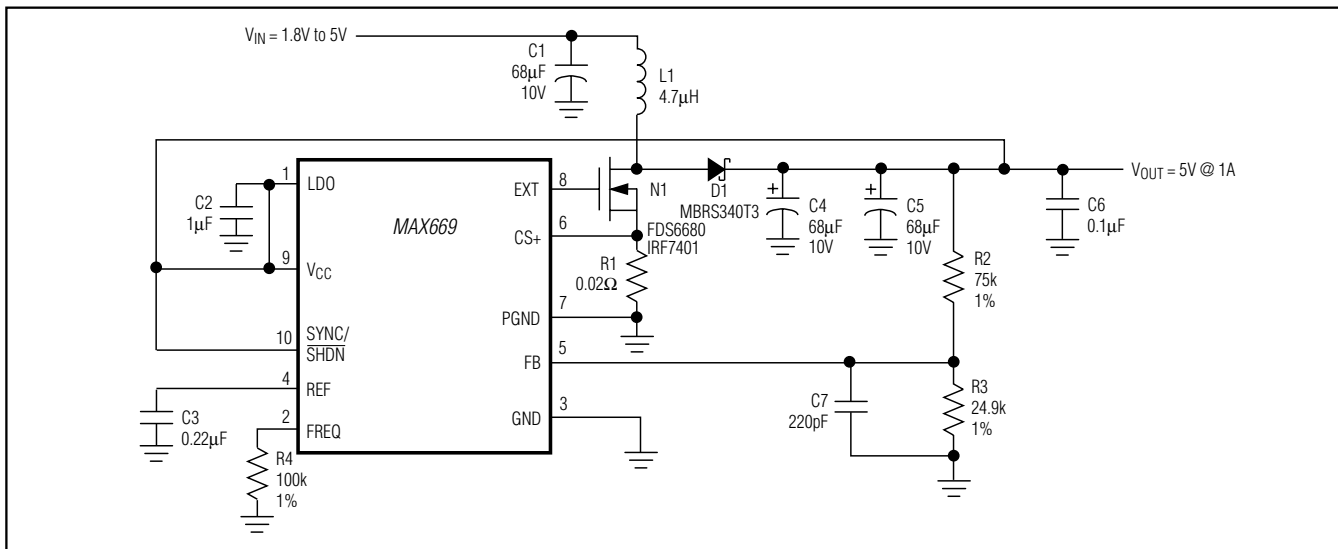 VIN = 1.8V to 5V
C1
68µF
10V
L1
4.7µH
VOUT = 5V @ 1A
1
LDO
C2
1µF
MAX669
EXT
8
N1
FDS6680
IRF7401
D1
MBRS340T3
+
C4
68µF
10V
+
C5
68µF
10V
C6
0.1µF
6
CS+
9
VCC
R1
0.02Ω
R2
75k
1%
PGND
7
10
SYNC/
SHDN
FB
5
4
REF
C3
0.22µF
2
FREQ
GND
3
C7
220pF
R3
24.9k
1%
R4
100k
1%